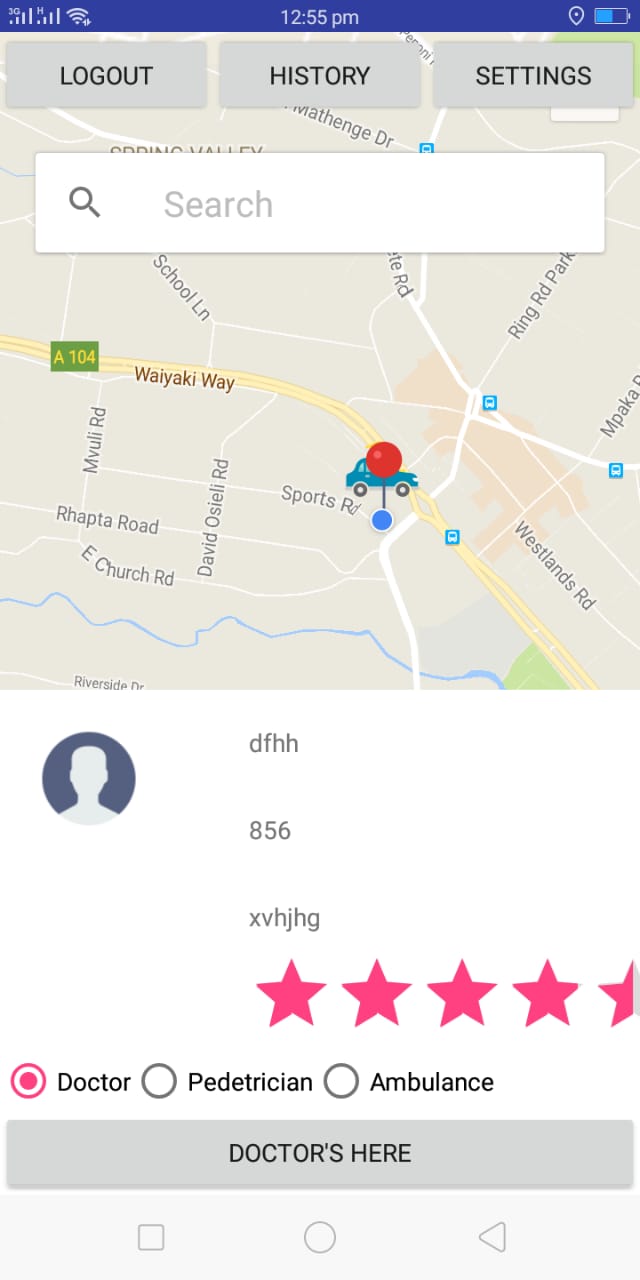 3G H 12:55 pm
LOGOUT HISTORY SETTINGS
Mathenge Dr
SPRING VALLEY
Search
School Ln
Ring Rd Park
A 104
Waiyaki Way
Mvuli Rd
David Osieli Rd
Sports Rd
Rhapta Road
E Church Rd
Westlands Rd
Riverside Dr
dfhh
856
xvhjhg
Doctor Pedetrician Ambulance
DOCTOR'S HERE